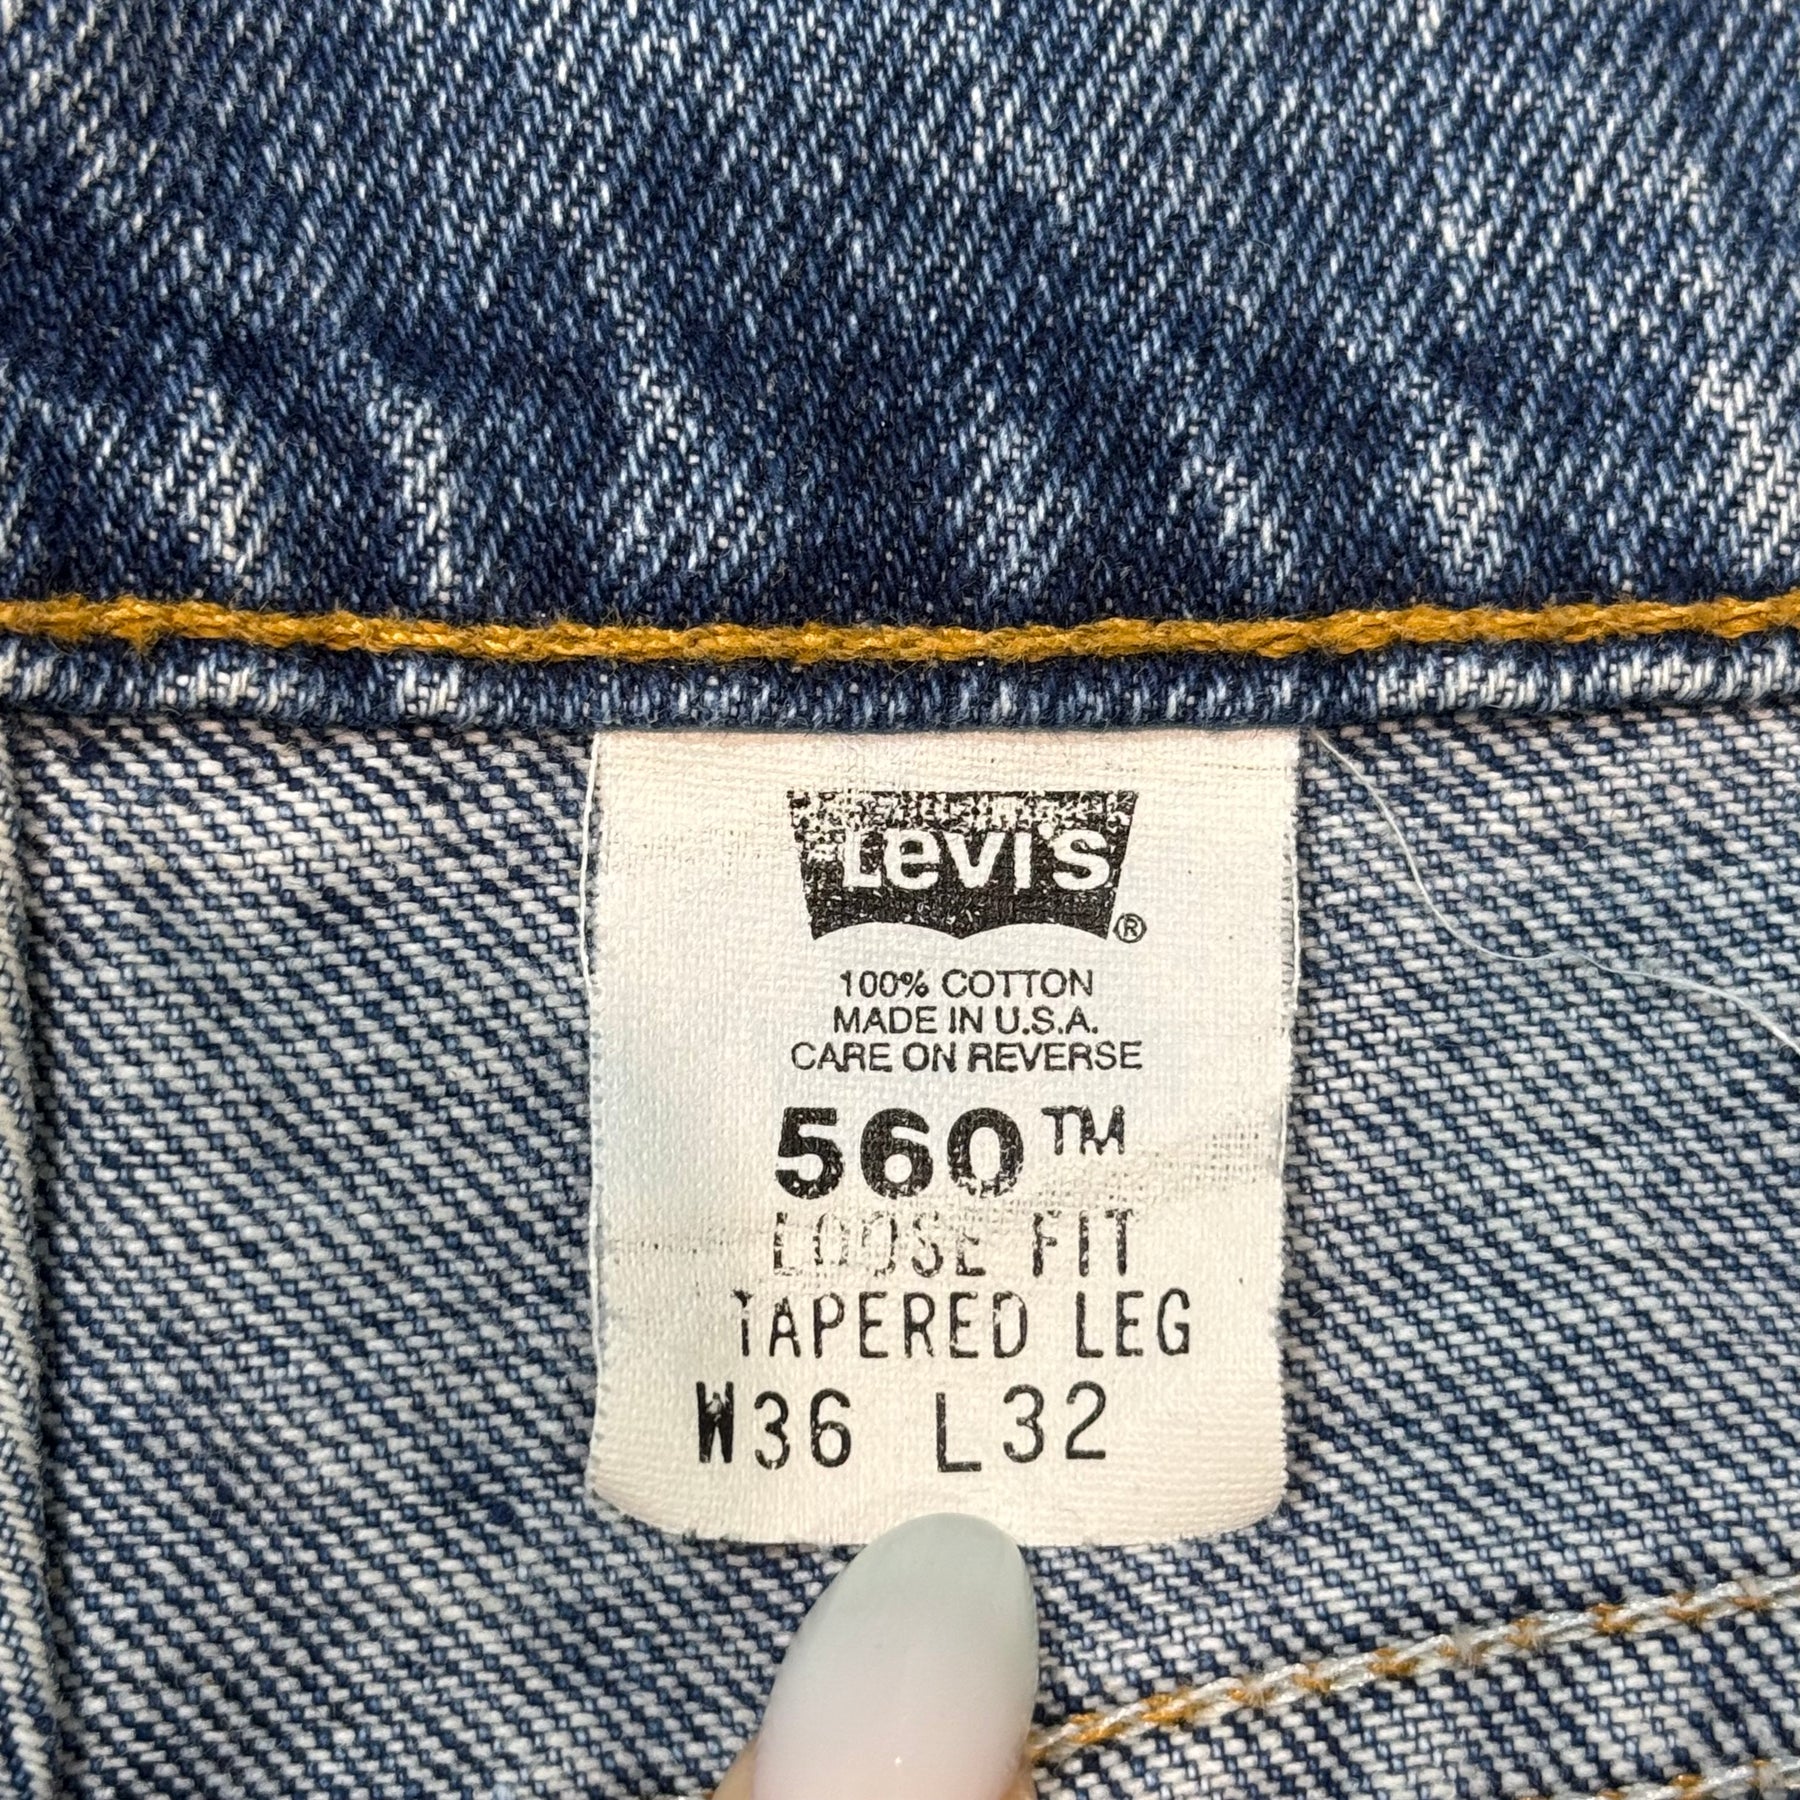 Levi's ®
100% COTTON
MADE IN U.S.A.
CARE ON REVERSE
560™
LOOSE FIT
TAPERED LEG
W36 L32